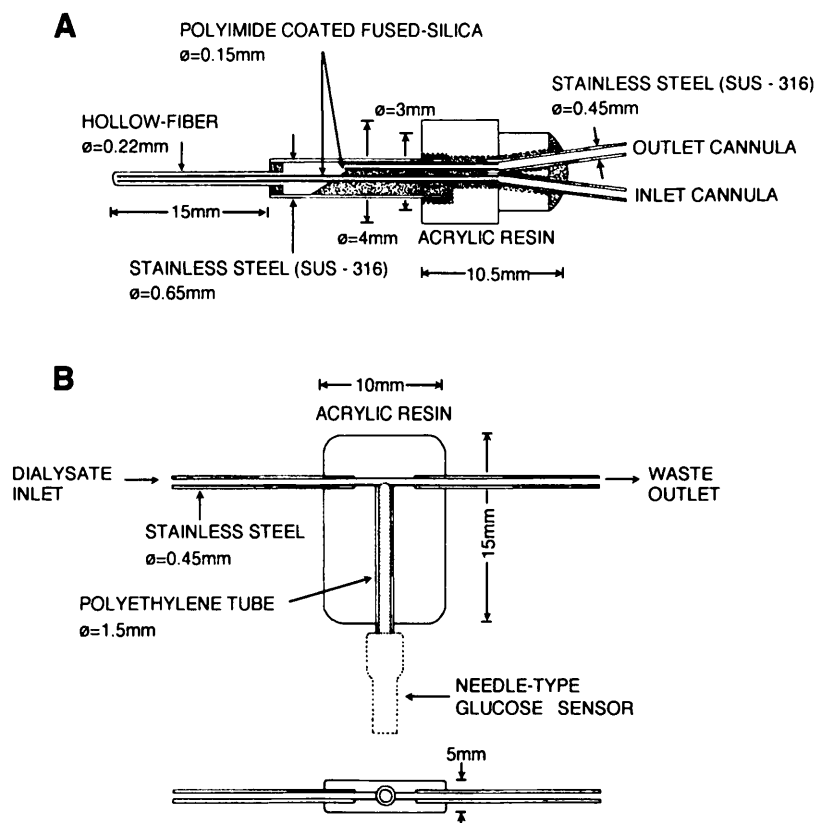 A
POLYIMIDE COATED FUSED-SILICA
ø=0.15mm
STAINLESS STEEL (SUS - 316)
ø=0.45mm
ø=3mm
HOLLOW-FIBER
ø=0.22mm
OUTLET CANNULA
INLET CANNULA
15mm
ø=4mm
ACRYLIC RESIN
STAINLESS STEEL (SUS - 316)
ø=0.65mm
10.5mm
B
10mm
ACRYLIC RESIN
DIALYSATE
INLET
WASTE
OUTLET
STAINLESS STEEL
ø=0.45mm
15mm
POLYETHYLENE TUBE
ø=1.5mm
NEEDLE-TYPE
GLUCOSE SENSOR
5mm